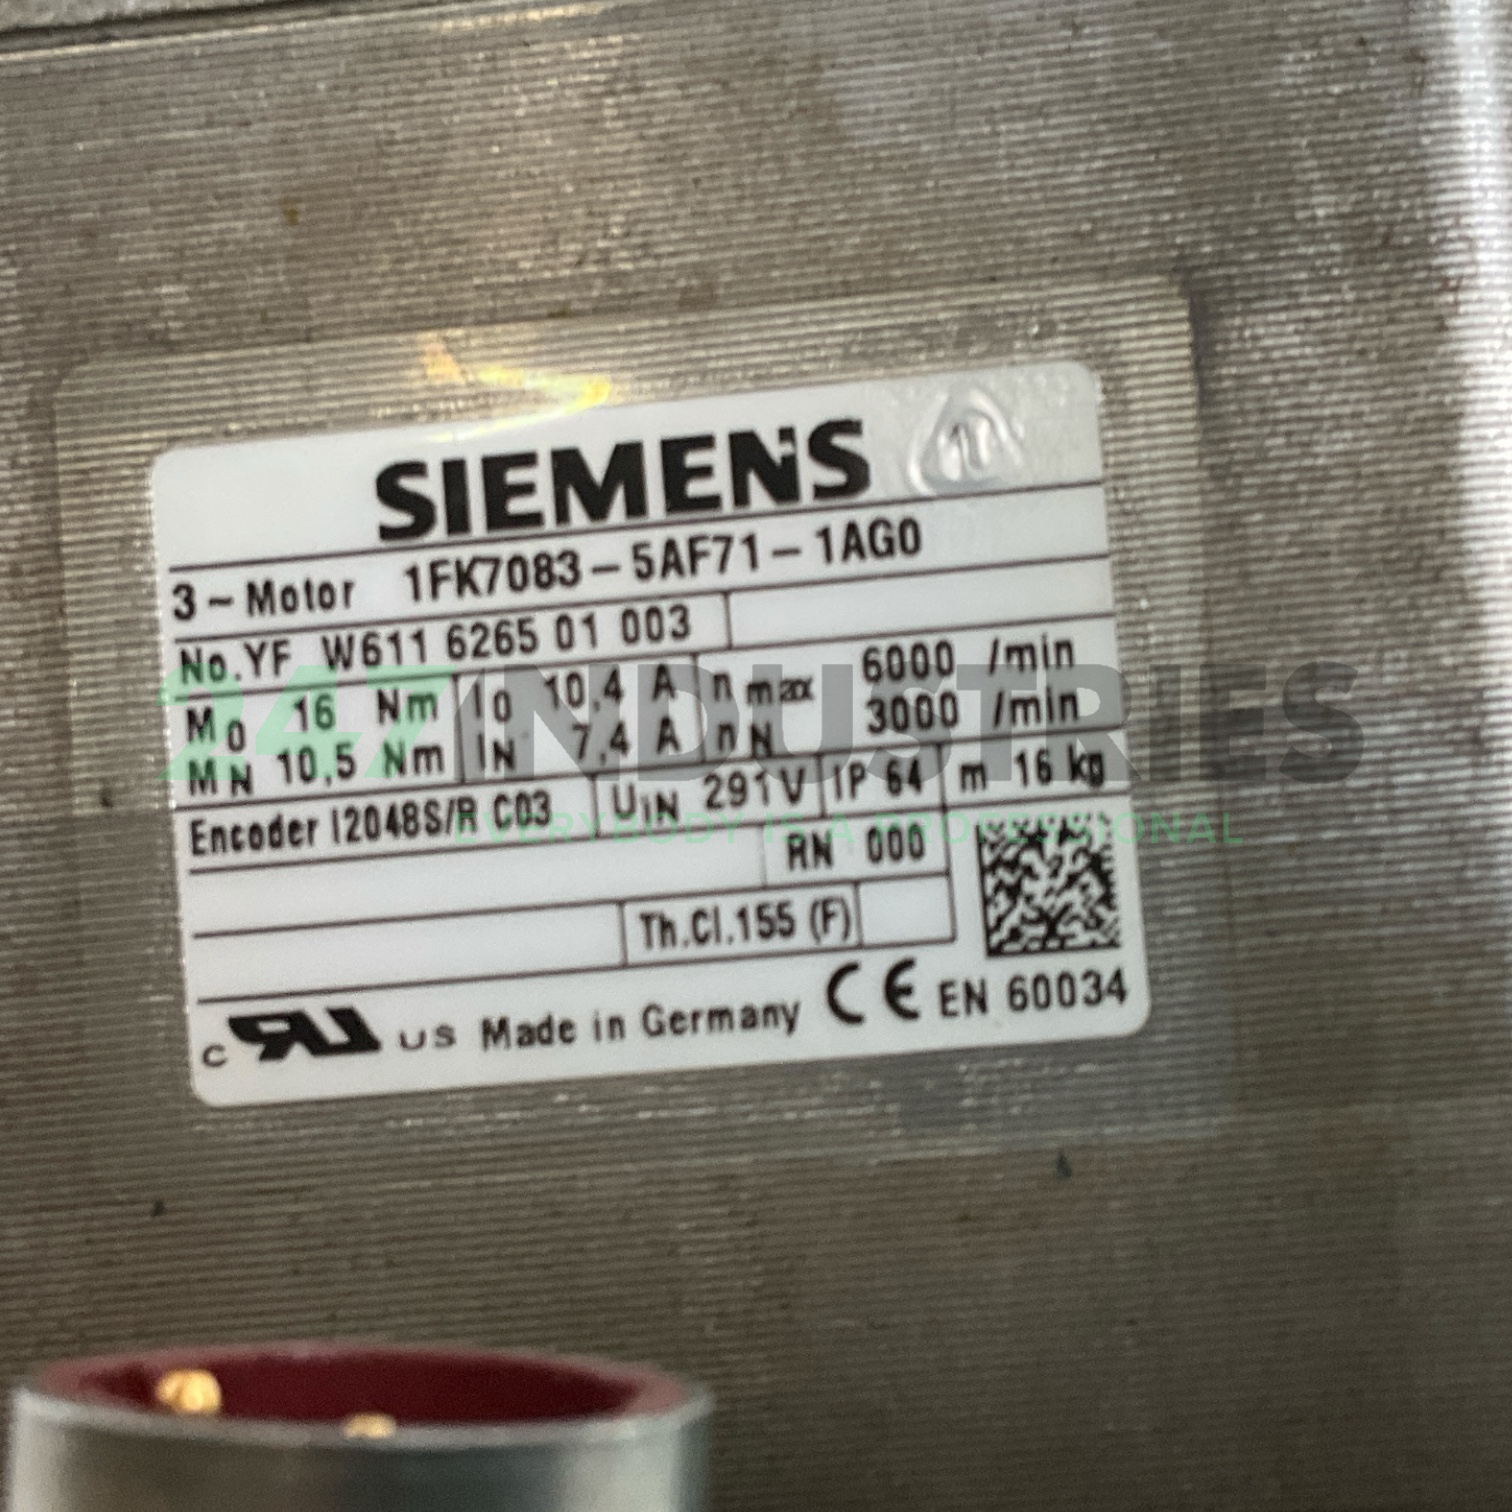 SIEMENS
3~Motor 1FK7083-5AF71-1AG0
No.YF W611 6265 01 003
M0 16 Nm I0 10,4 A n max 6000 /min
MN 10,5 Nm IN 7,4 A nN 3000 /min
Encoder I2048S/R C03 UIN 291V IP 64 m 16 kg
RN 000
Th.Cl.155 (F)
c RU US Made in Germany CE EN 60034
247 INDUSTRIES
EVERYBODY IS A PROFESSIONAL